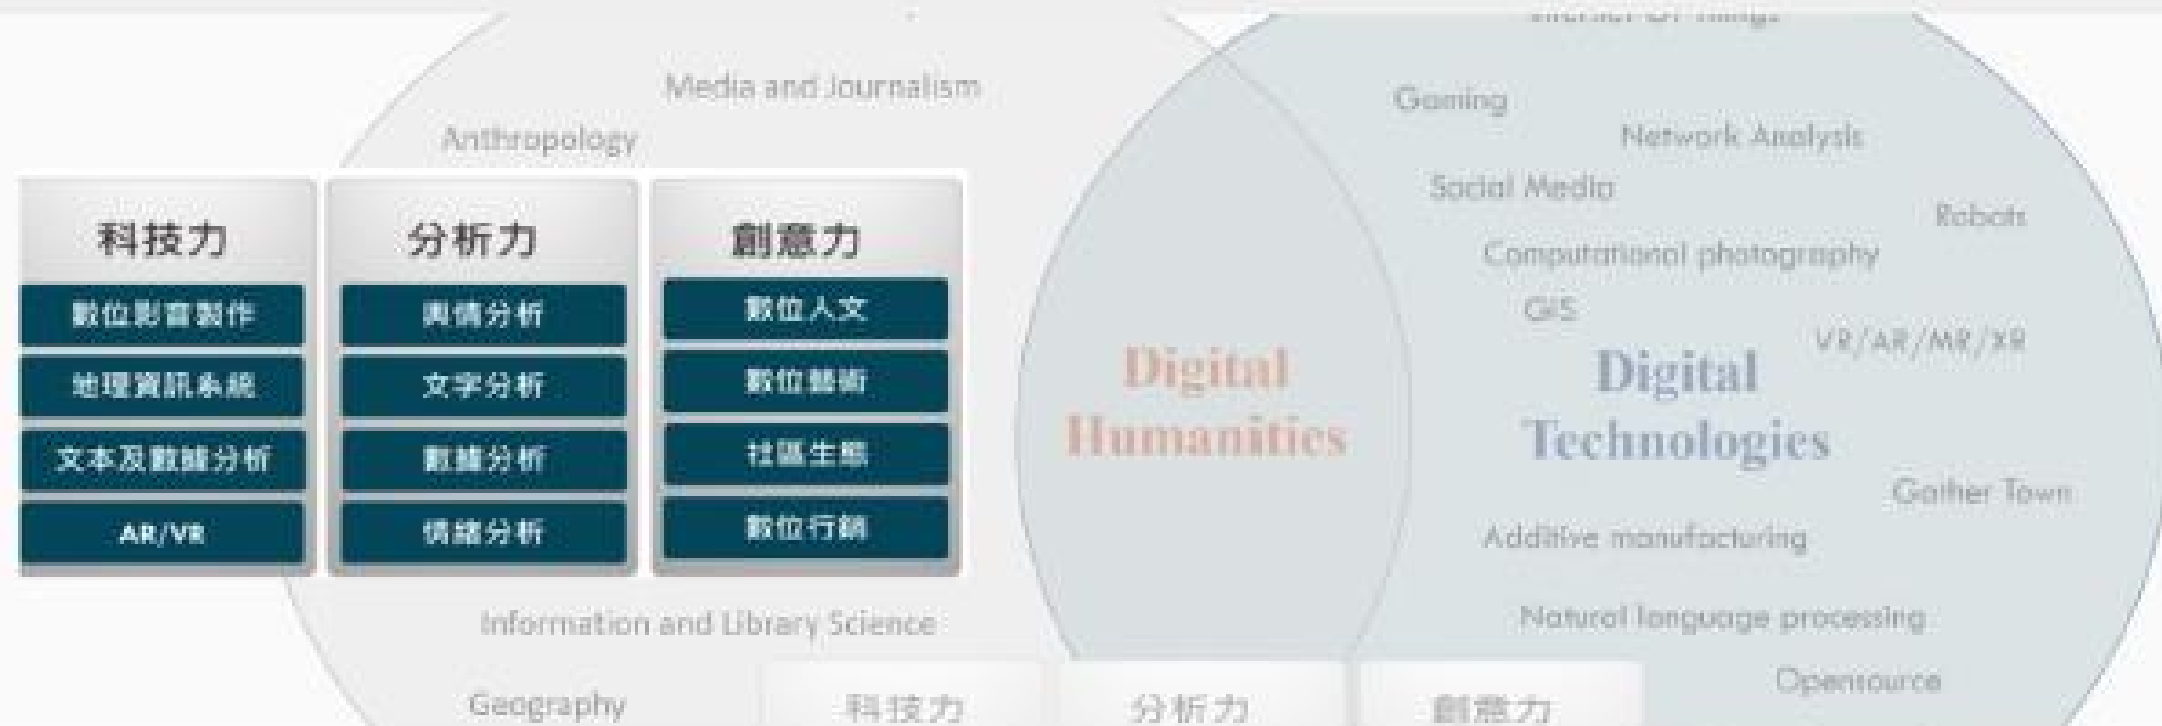 Media and Journalism
Anthropology
科技力
數位影音製作
地理資訊系統
文本及數據分析
AR/VR
分析力
輿情分析
文字分析
數據分析
情緒分析
創意力
數位人文
數位藝術
社區生態
數位行銷
Information and Library Science
Geography
Digital
Humanities
Internet Of Things
Gaming
Network Analysis
Social Media
Robots
Computational photography
GIS
VR/AR/MR/XR
Digital
Technologies
Gather Town
Additive manufacturing
Natural language processing
Opensource
科技力
分析力
創意力